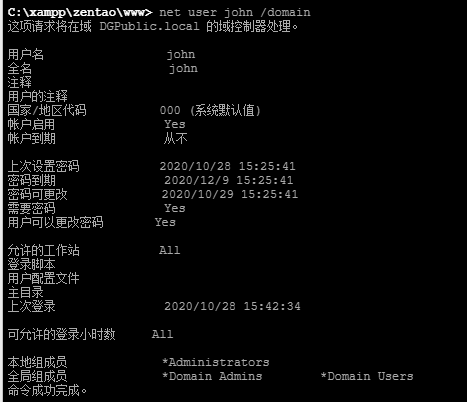 C:\xampp\zentao\www> net user john /domain
这项请求将在域 DGPublic.local 的域控制器处理。
用户名 john
全名 john
注释
用户的注释
国家/地区代码 000 (系统默认值)
帐户启用 Yes
帐户到期 从不
上次设置密码 2020/10/28 15:25:41
密码到期 2020/12/9 15:25:41
密码可更改 2020/10/29 15:25:41
需要密码 Yes
用户可以更改密码 Yes
允许的工作站 All
登录脚本
用户配置文件
主目录
上次登录 2020/10/28 15:42:34
可允许的登录小时数 All
本地组成员 *Administrators
全局组成员 *Domain Admins *Domain Users
命令成功完成。